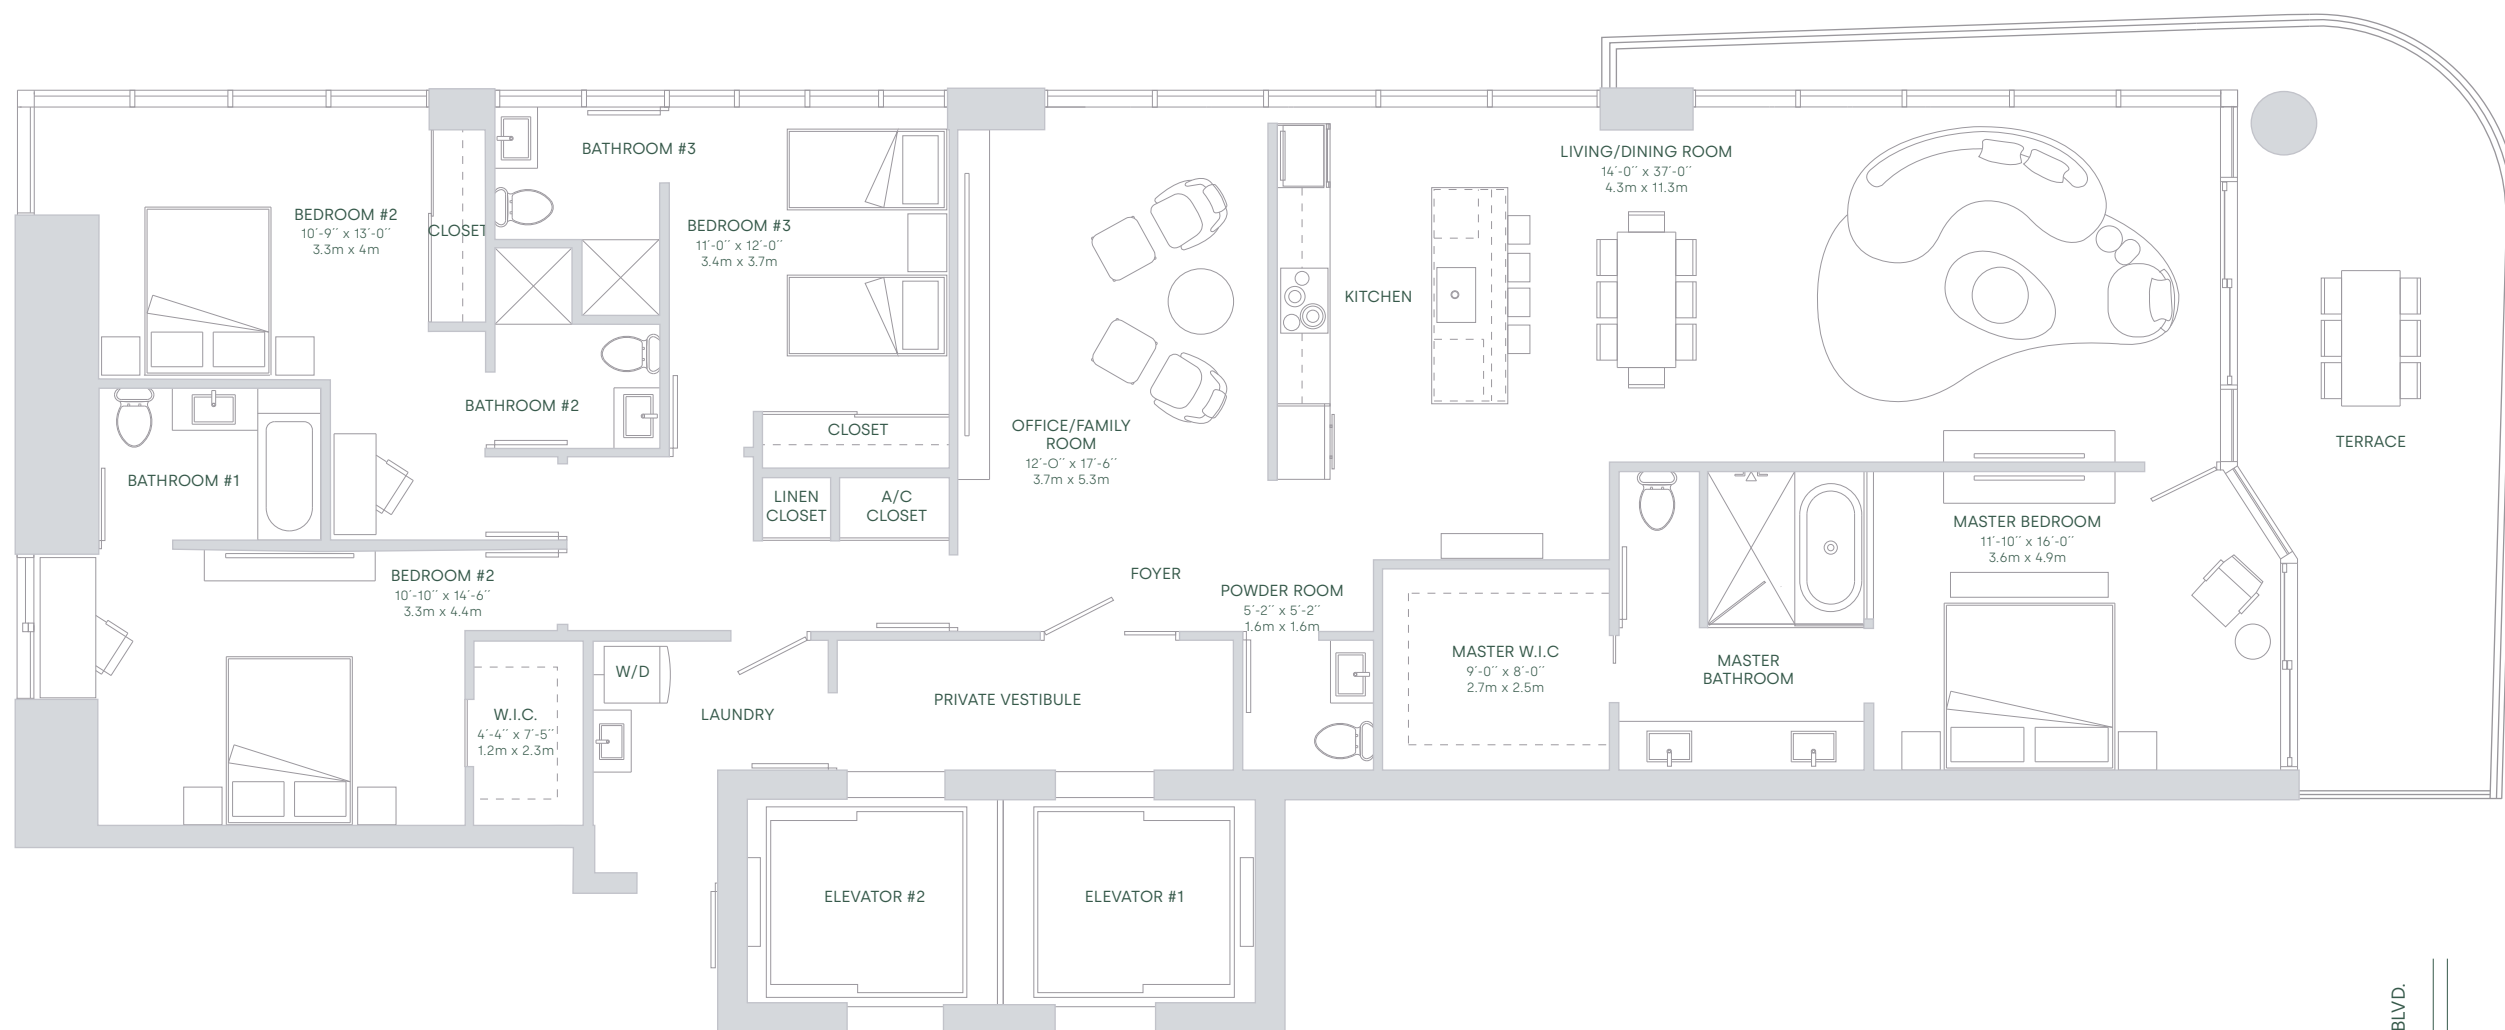 BATHROOM #3
LIVING/DINING ROOM
14´-0´´ x 37´-0´´
4.3m x 11.3m
BEDROOM #2
10´-9´´ x 13´-0´´
3.3m x 4m
CLOSET
BEDROOM #3
11´-0´´ x 12´-0´´
3.4m x 3.7m
KITCHEN
BATHROOM #2
CLOSET
OFFICE/FAMILY
ROOM
12´-O´´ x 17´-6´´
3.7m x 5.3m
TERRACE
BATHROOM #1
LINEN
CLOSET
A/C
CLOSET
MASTER BEDROOM
11´-10´´ x 16´-0´´
3.6m x 4.9m
BEDROOM #2
10´-10´´ x 14´-6´´
3.3m x 4.4m
FOYER
POWDER ROOM
5´-2´´ x 5´-2´´
1.6m x 1.6m
W/D
MASTER W.I.C
9´-0´´ x 8´-0´´
2.7m x 2.5m
MASTER
BATHROOM
W.I.C.
4´-4´´ x 7´-5´´
1.2m x 2.3m
LAUNDRY
PRIVATE VESTIBULE
ELEVATOR #2
ELEVATOR #1
BLVD.